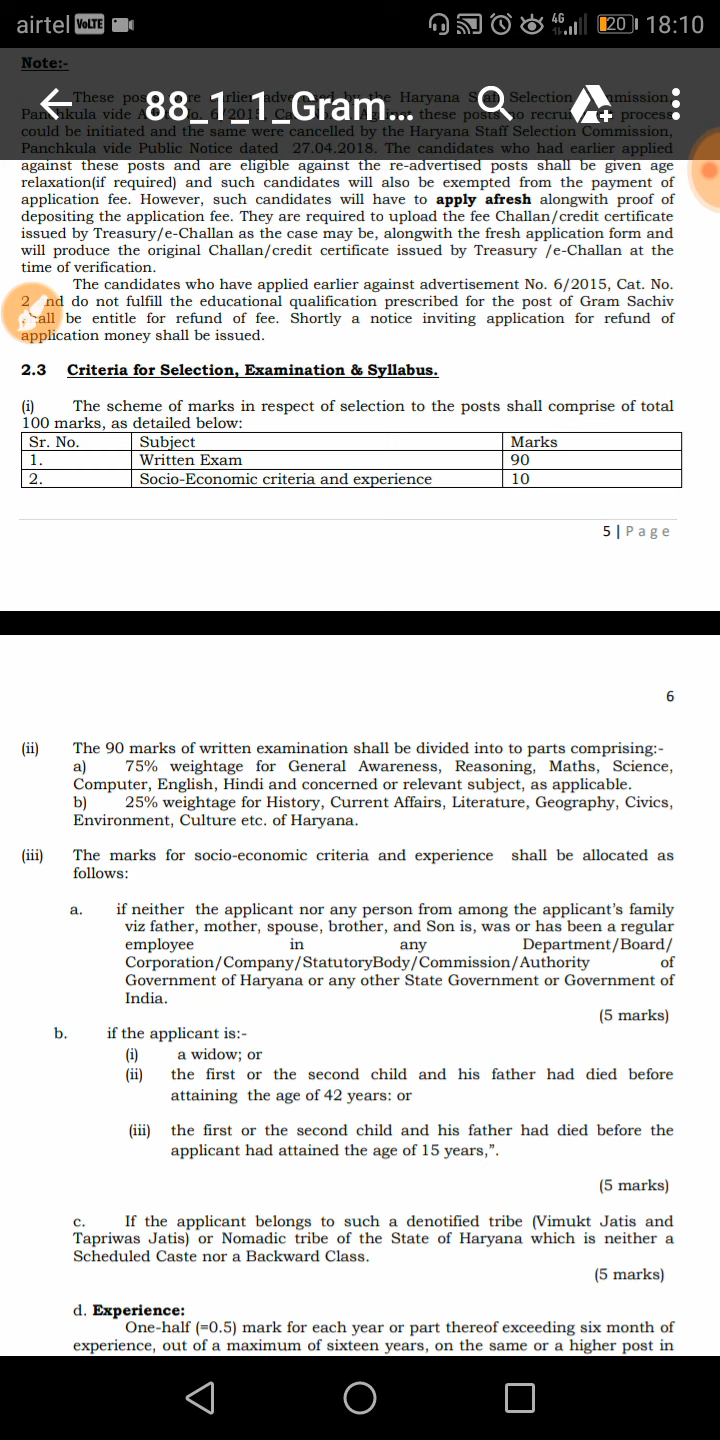 airtel VoLTE 4G 20 18:10
Note:-
88_1_1_Gram...
could be initiated and the same were cancelled by the Haryana Staff Selection Commission,
Panchkula vide Public Notice dated 27.04.2018. The candidates who had earlier applied
against these posts and are eligible against the re-advertised posts shall be given age
relaxation(if required) and such candidates will also be exempted from the payment of
application fee. However, such candidates will have to apply afresh alongwith proof of
depositing the application fee. They are required to upload the fee Challan/credit certificate
issued by Treasury/e-Challan as the case may be, alongwith the fresh application form and
will produce the original Challan/credit certificate issued by Treasury /e-Challan at the
time of verification.
The candidates who have applied earlier against advertisement No. 6/2015, Cat. No.
2 and do not fulfill the educational qualification prescribed for the post of Gram Sachiv
shall be entitle for refund of fee. Shortly a notice inviting application for refund of
application money shall be issued.
2.3 Criteria for Selection, Examination & Syllabus.
(i) The scheme of marks in respect of selection to the posts shall comprise of total
100 marks, as detailed below:
Sr. No. Subject Marks
1. Written Exam 90
2. Socio-Economic criteria and experience 10
5 | Page
6
(ii) The 90 marks of written examination shall be divided into to parts comprising:-
a) 75% weightage for General Awareness, Reasoning, Maths, Science,
Computer, English, Hindi and concerned or relevant subject, as applicable.
b) 25% weightage for History, Current Affairs, Literature, Geography, Civics,
Environment, Culture etc. of Haryana.
(iii) The marks for socio-economic criteria and experience shall be allocated as
follows:
a. if neither the applicant nor any person from among the applicant's family
viz father, mother, spouse, brother, and Son is, was or has been a regular
employee in any Department/Board/
Corporation/Company/StatutoryBody/Commission/Authority of
Government of Haryana or any other State Government or Government of
India.
(5 marks)
b. if the applicant is:-
(i) a widow; or
(ii) the first or the second child and his father had died before
attaining the age of 42 years: or
(iii) the first or the second child and his father had died before the
applicant had attained the age of 15 years,".
(5 marks)
c. If the applicant belongs to such a denotified tribe (Vimukt Jatis and
Tapriwas Jatis) or Nomadic tribe of the State of Haryana which is neither a
Scheduled Caste nor a Backward Class.
(5 marks)
d. Experience:
One-half (=0.5) mark for each year or part thereof exceeding six month of
experience, out of a maximum of sixteen years, on the same or a higher post in